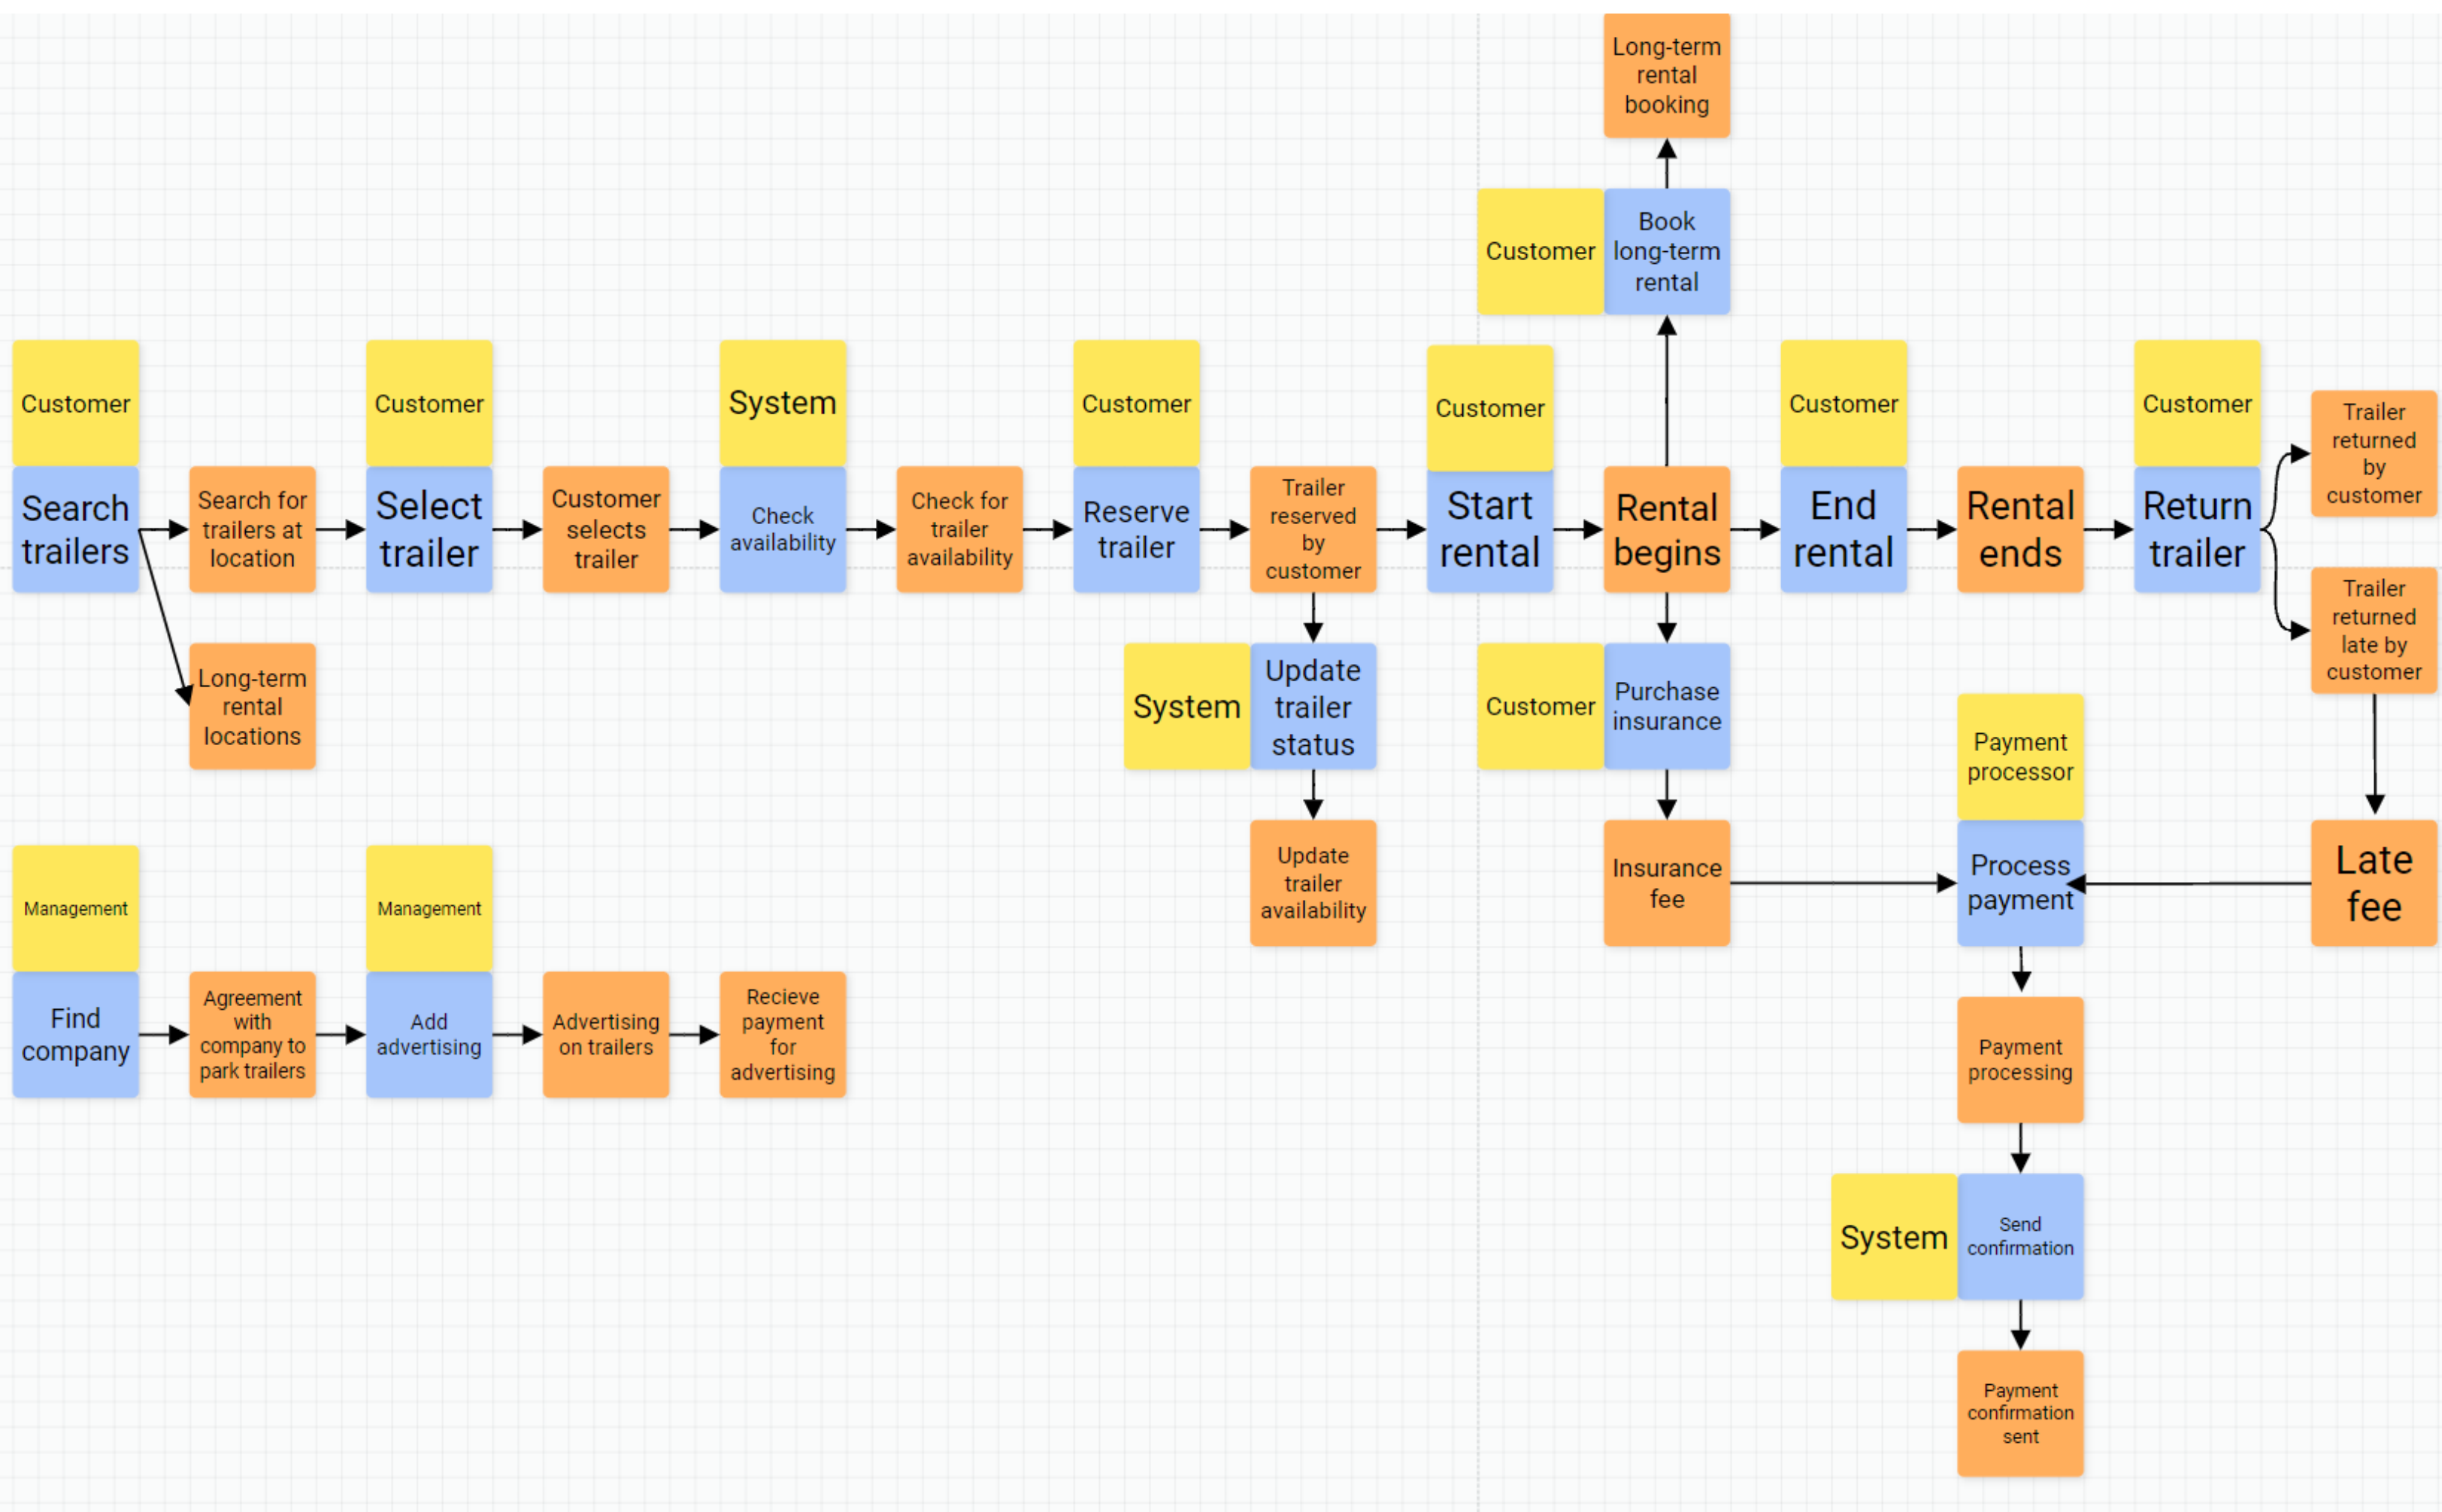 Long-term
rental
booking
Customer
Book
long-term
rental
Customer
Customer
System
Customer
Customer
Customer
Customer
Search
trailers
Search for
trailers at
location
Select
trailer
Customer
selects
trailer
Check
availability
Check for
trailer
availability
Reserve
trailer
Trailer
reserved
by
customer
Start
rental
Rental
begins
End
rental
Rental
ends
Return
trailer
Trailer
returned
by
customer
Trailer
returned
late by
customer
Long-term
rental
locations
System
Update
trailer
status
Customer
Purchase
insurance
Payment
processor
Update
trailer
availability
Insurance
fee
Process
payment
Late
fee
Management
Management
Find
company
Agreement
with
company to
park trailers
Add
advertising
Advertising
on trailers
Recieve
payment
for
advertising
Payment
processing
System
Send
confirmation
Payment
confirmation
sent